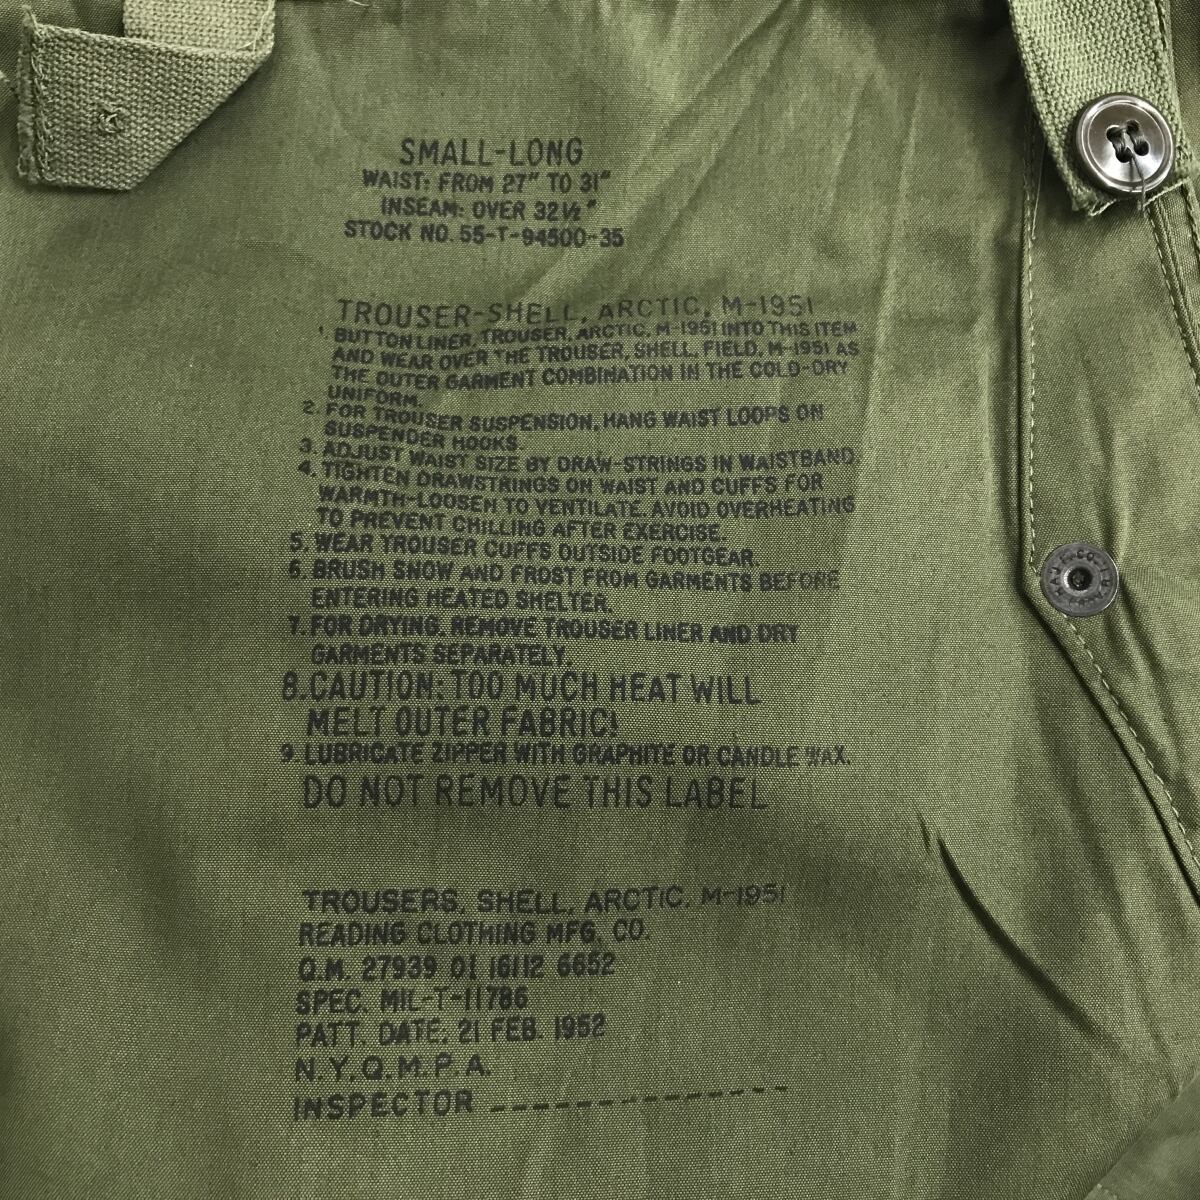 SMALL-LONG
WAIST: FROM 27" TO 31"
INSEAM: OVER 32½"
STOCK NO. 55-T-94500-35
TROUSER-SHELL, ARCTIC, M-1951
BUTTON LINER, TROUSER, ARCTIC, M-1951 INTO THIS ITEM
AND WEAR OVER THE TROUSER, SHELL, FIELD, M-1951 AS
THE OUTER GARMENT COMBINATION IN THE COLD-DRY
UNIFORM.
2. FOR TROUSER SUSPENSION, HANG WAIST LOOPS ON
SUSPENDER HOOKS.
3. ADJUST WAIST SIZE BY DRAW-STRINGS IN WAISTBAND.
4. TIGHTEN DRAWSTRINGS ON WAIST AND CUFFS FOR
WARMTH-LOOSEN TO VENTILATE. AVOID OVERHEATING
TO PREVENT CHILLING AFTER EXERCISE.
5. WEAR TROUSER CUFFS OUTSIDE FOOTGEAR.
6. BRUSH SNOW AND FROST FROM GARMENTS BEFORE
ENTERING HEATED SHELTER.
7. FOR DRYING, REMOVE TROUSER LINER AND DRY
GARMENTS SEPARATELY.
8. CAUTION: TOO MUCH HEAT WILL
MELT OUTER FABRIC!
9. LUBRICATE ZIPPER WITH GRAPHITE OR CANDLE WAX.
DO NOT REMOVE THIS LABEL
TROUSERS, SHELL, ARCTIC, M-1951
READING CLOTHING MFG. CO.
Q.M. 27939 OI 16112 6652
SPEC. MIL-T-11786
PATT. DATE. 21 FEB. 1952
N.Y.Q.M.P.A.
INSPECTOR --------------